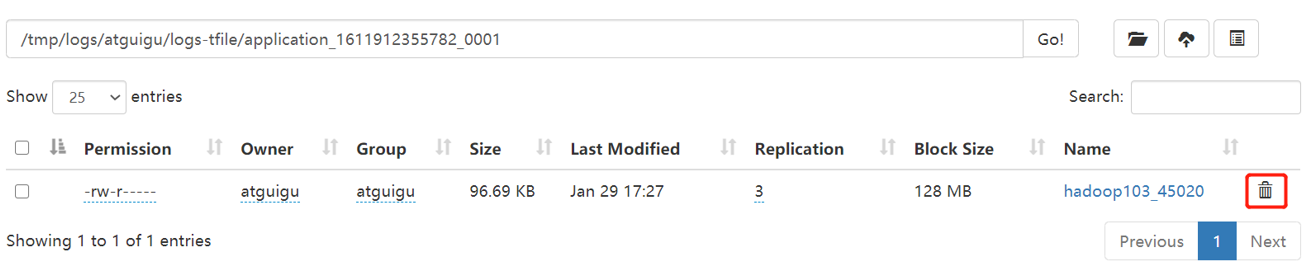 /tmp/logs/atguigu/logs-tfile/application_1611912355782_0001 Go!
Show 25 entries Search:
Permission Owner Group Size Last Modified Replication Block Size Name
-rw-r----- atguigu atguigu 96.69 KB Jan 29 17:27 3 128 MB hadoop103_45020
Showing 1 to 1 of 1 entries Previous 1 Next